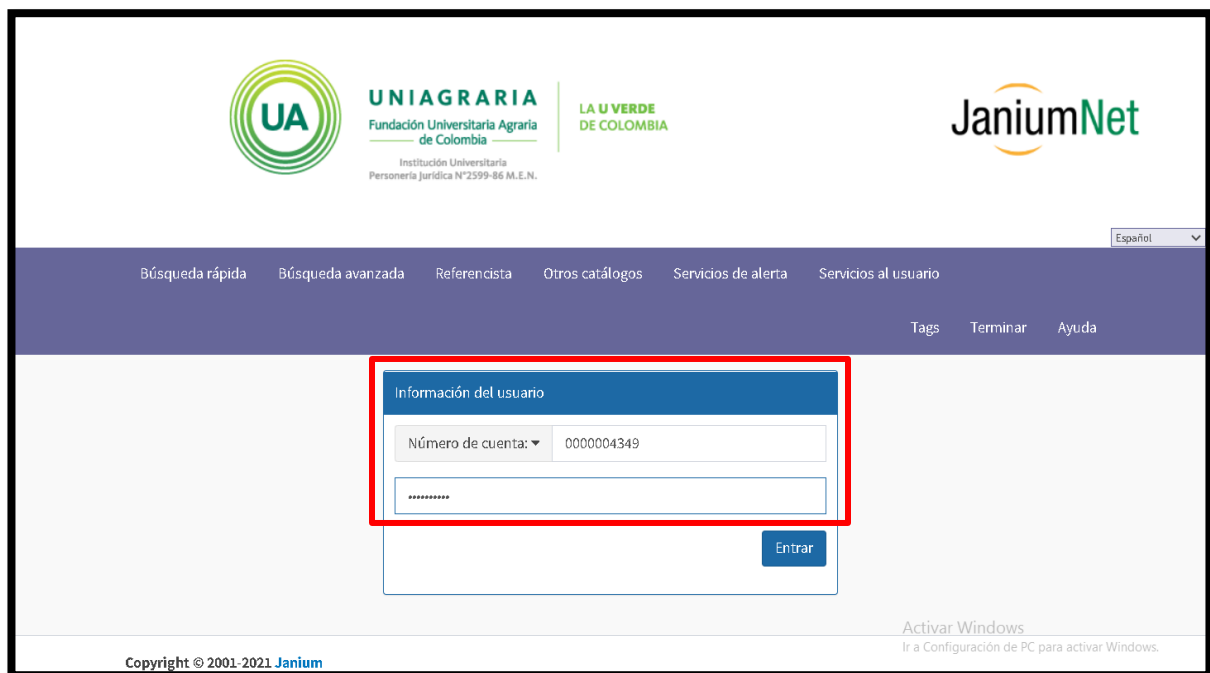 UA
UNIAGRARIA
Fundación Universitaria Agraria
de Colombia
Institución Universitaria
Personería Jurídica N°2599-86 M.E.N.
LA U VERDE
DE COLOMBIA
JaniumNet
Español
Búsqueda rápida Búsqueda avanzada Referencista Otros catálogos Servicios de alerta Servicios al usuario
Tags Terminar Ayuda
Información del usuario
Número de cuenta: 0000004349
••••••••••
Entrar
Activar Windows
Ir a Configuración de PC para activar Windows.
Copyright © 2001-2021 Janium